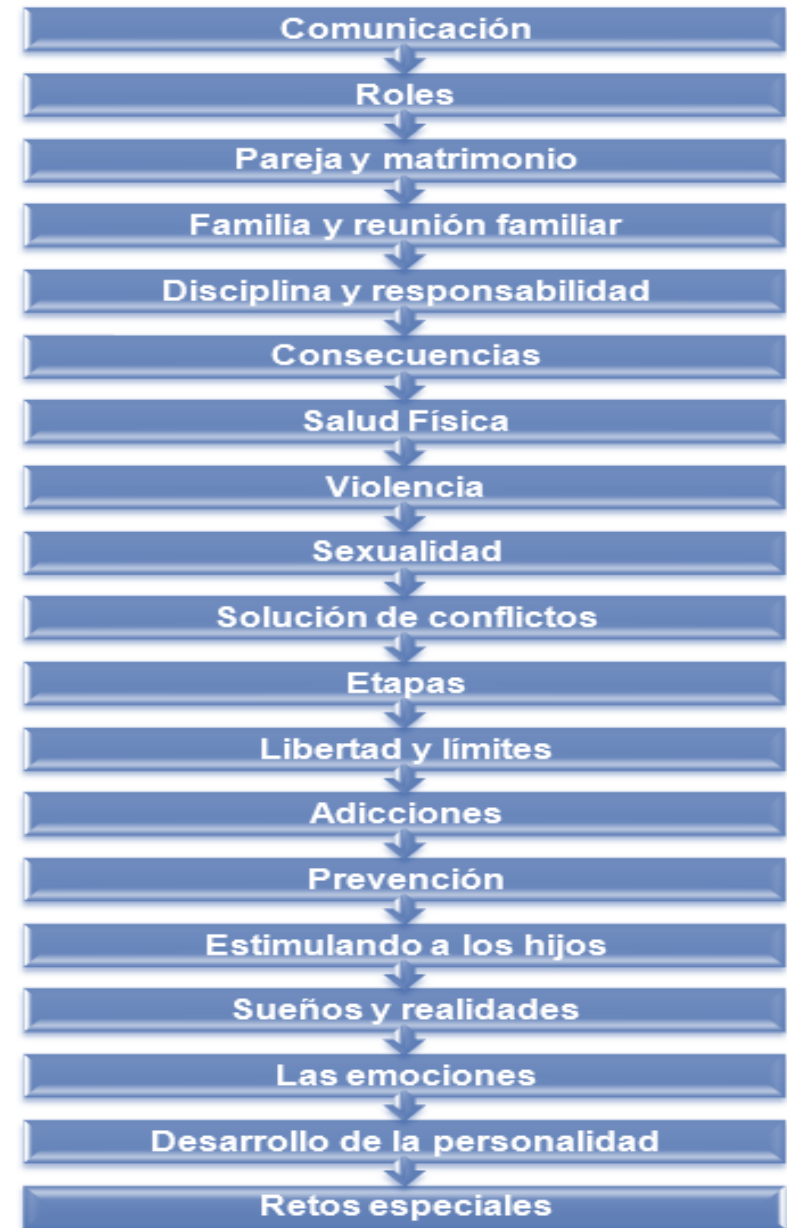 Comunicación
Roles
Pareja y matrimonio
Familia y reunión familiar
Disciplina y responsabilidad
Consecuencias
Salud Física
Violencia
Sexualidad
Solución de conflictos
Etapas
Libertad y límites
Adicciones
Prevención
Estimulando a los hijos
Sueños y realidades
Las emociones
Desarrollo de la personalidad
Retos especiales